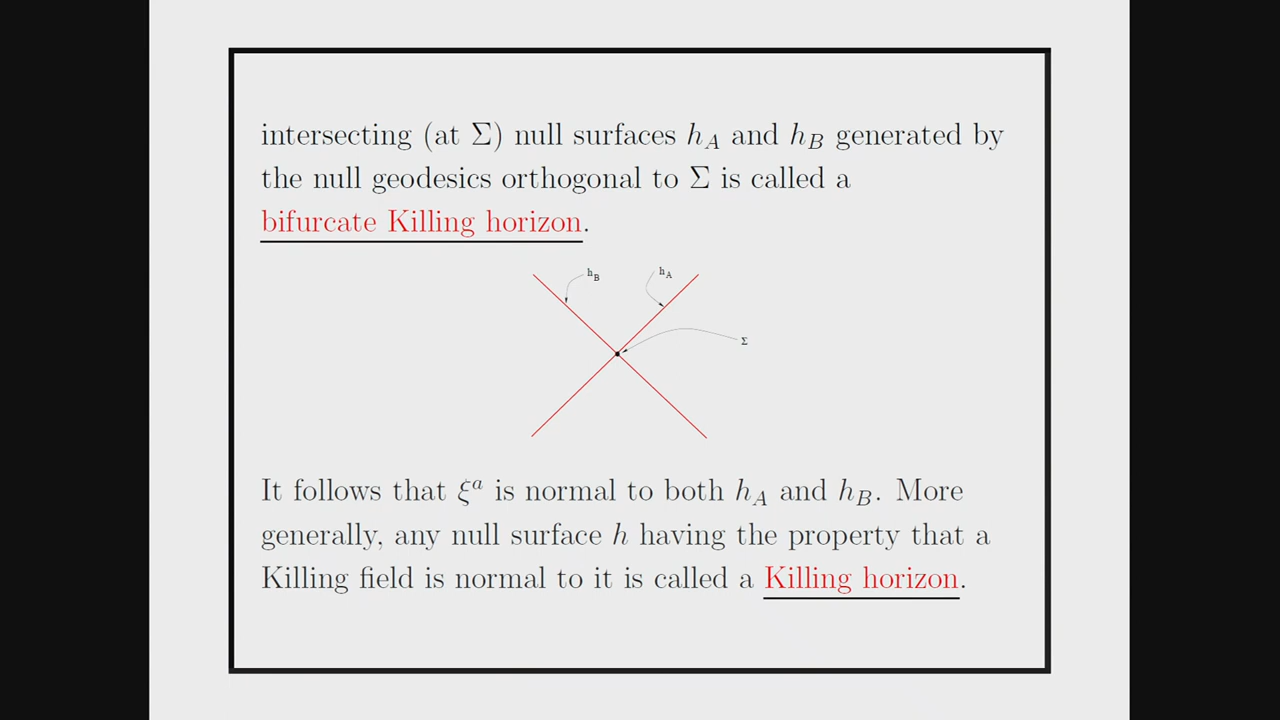 intersecting (at Σ) null surfaces h_A and h_B generated by
the null geodesics orthogonal to Σ is called a
bifurcate Killing horizon.
h_B
h_A
Σ
It follows that ξ^a is normal to both h_A and h_B. More
generally, any null surface h having the property that a
Killing field is normal to it is called a Killing horizon.